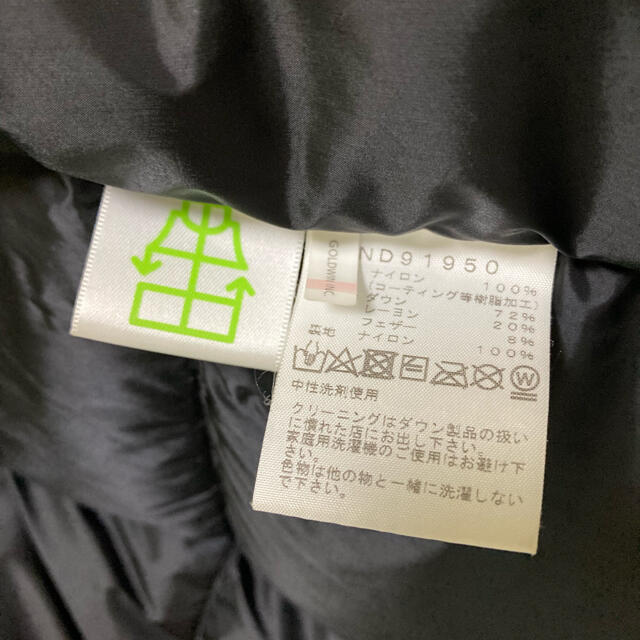 GOLDWIN INC
ND91950
ナイロン 100%
(コーティング等樹脂加工)
ダウン 72%
レーヨン 20%
フェザー 8%
裏地 ナイロン 100%
W
中性洗剤使用
クリーニングはダウン製品の扱い
に慣れた店にお出し下さい。
家庭用洗濯機のご使用はお避け下
さい。
色物は他の物と一緒に洗濯しない
で下さい。